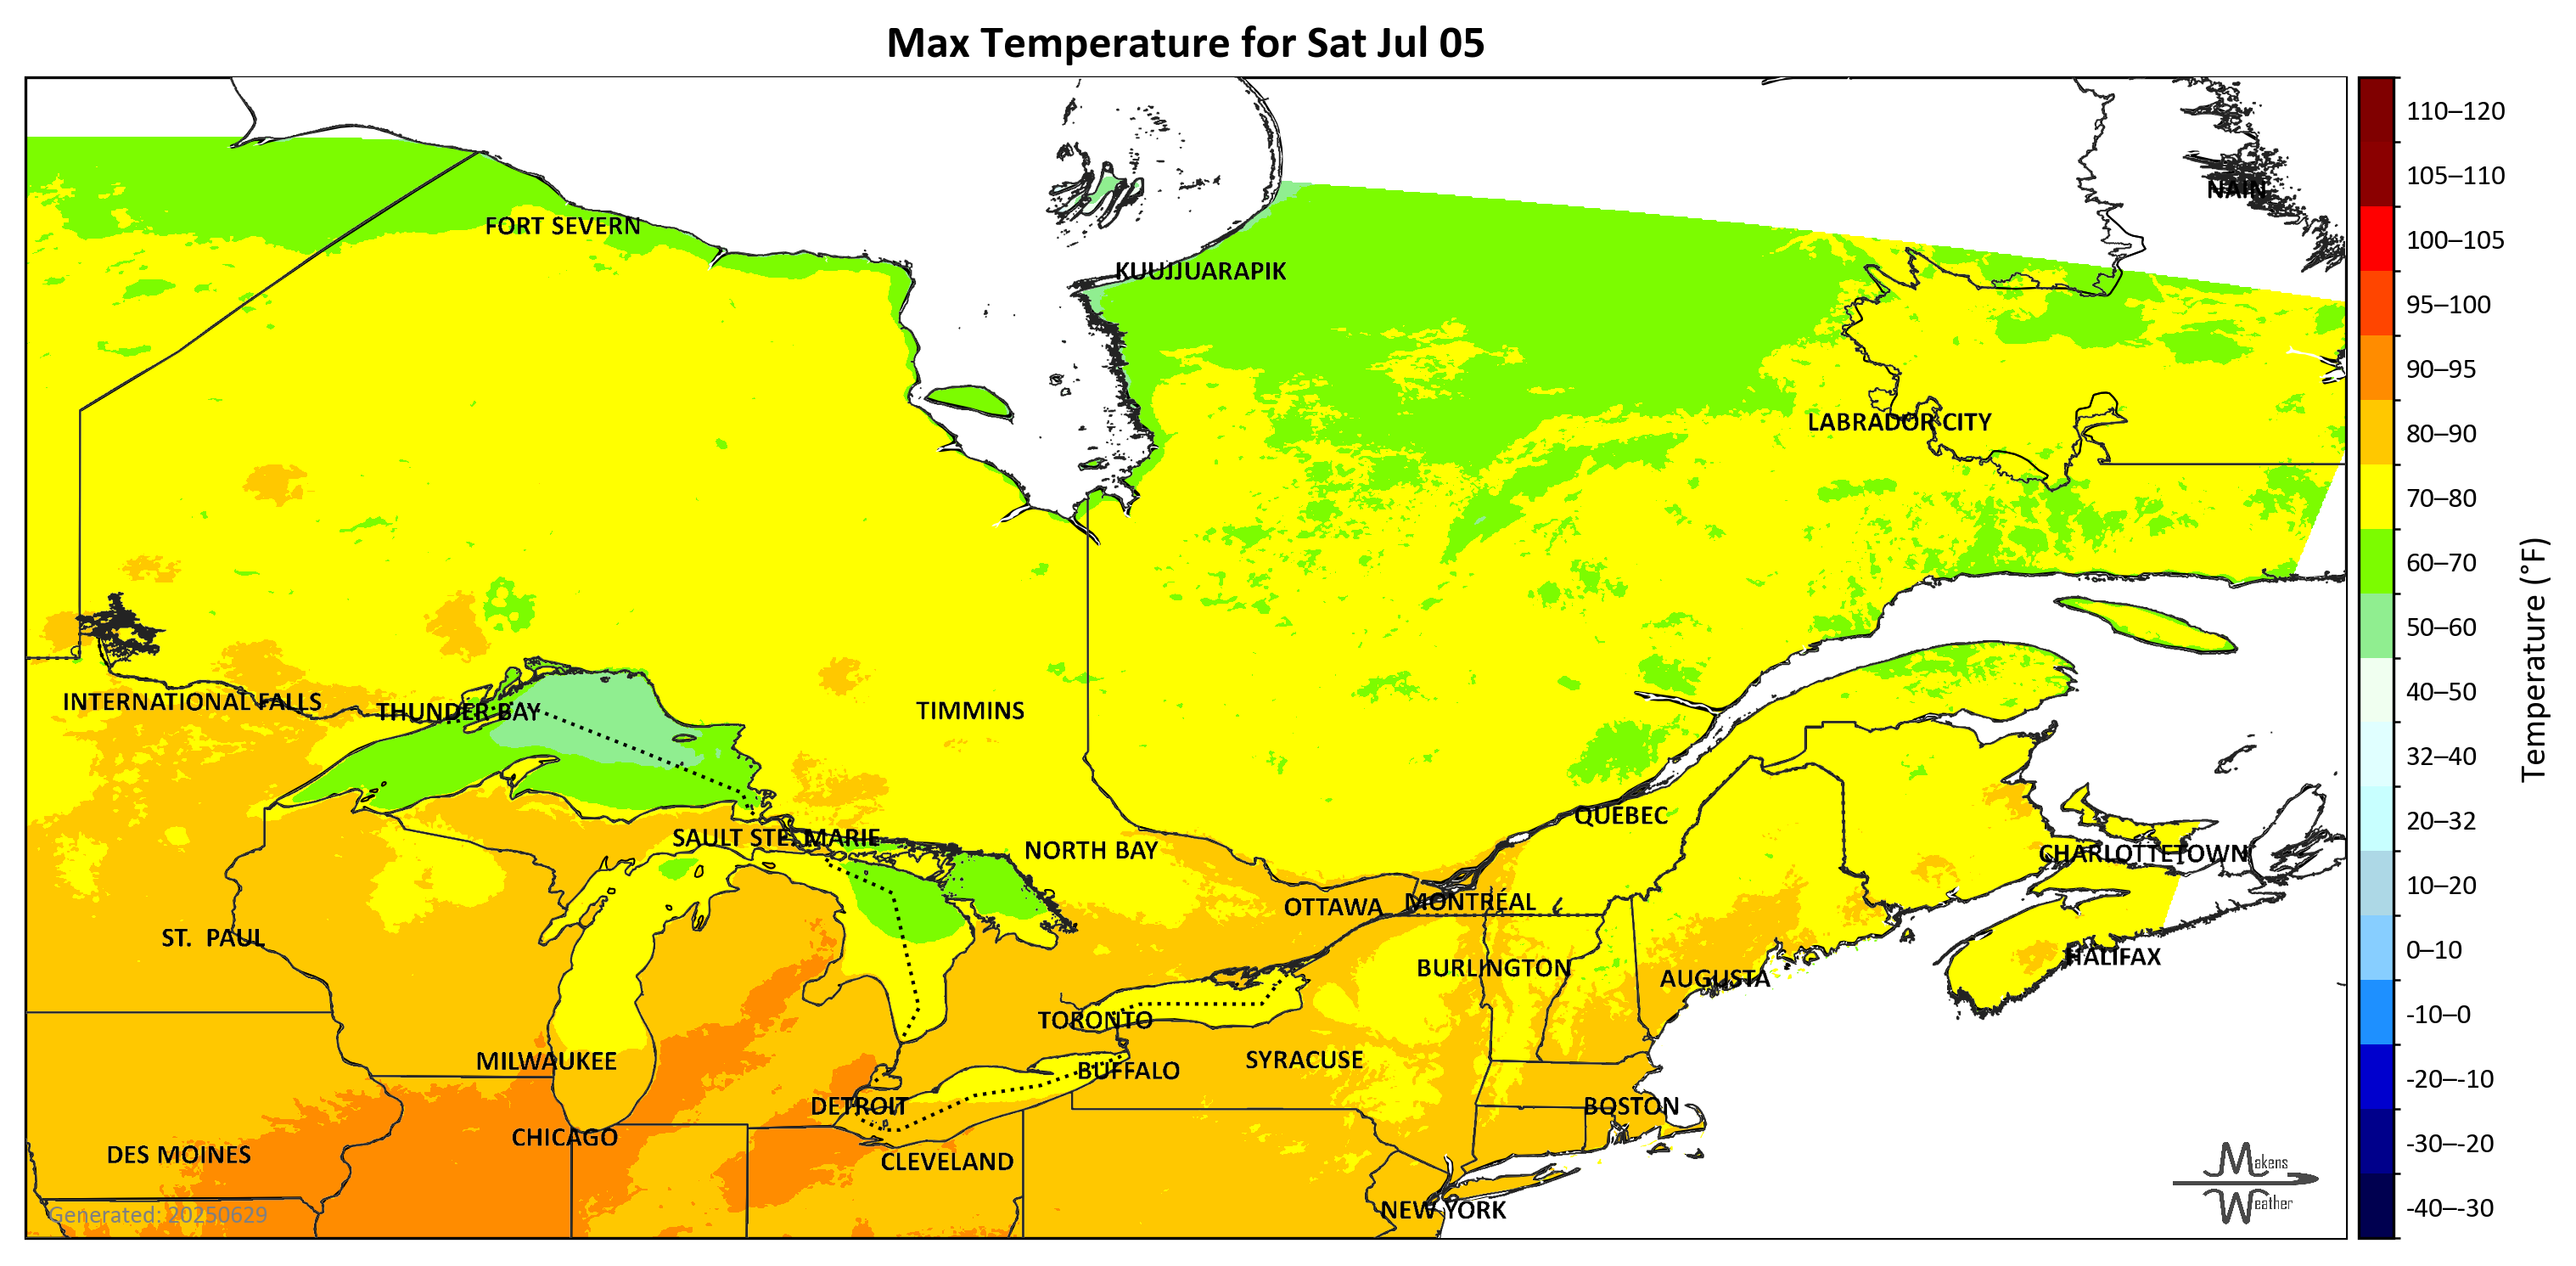 Max Temperature for Sat Jul 05
NAIN
FORT SEVERN
KUUJJUARAPIK
LABRADOR CITY
INTERNATIONAL FALLS
THUNDER BAY
TIMMINS
QUÉBEC
SAULT STE. MARIE
NORTH BAY
CHARLOTTETOWN
OTTAWA
MONTRÉAL
ST. PAUL
HALIFAX
BURLINGTON
AUGUSTA
TORONTO
MILWAUKEE
SYRACUSE
BUFFALO
DETROIT
BOSTON
CHICAGO
DES MOINES
CLEVELAND
NEW YORK
Generated: 20250629
Makens
Weather
110–120
105–110
100–105
95–100
90–95
80–90
70–80
60–70
50–60
40–50
32–40
20–32
10–20
0–10
-10–0
-20–-10
-30–-20
-40–-30
Temperature (°F)